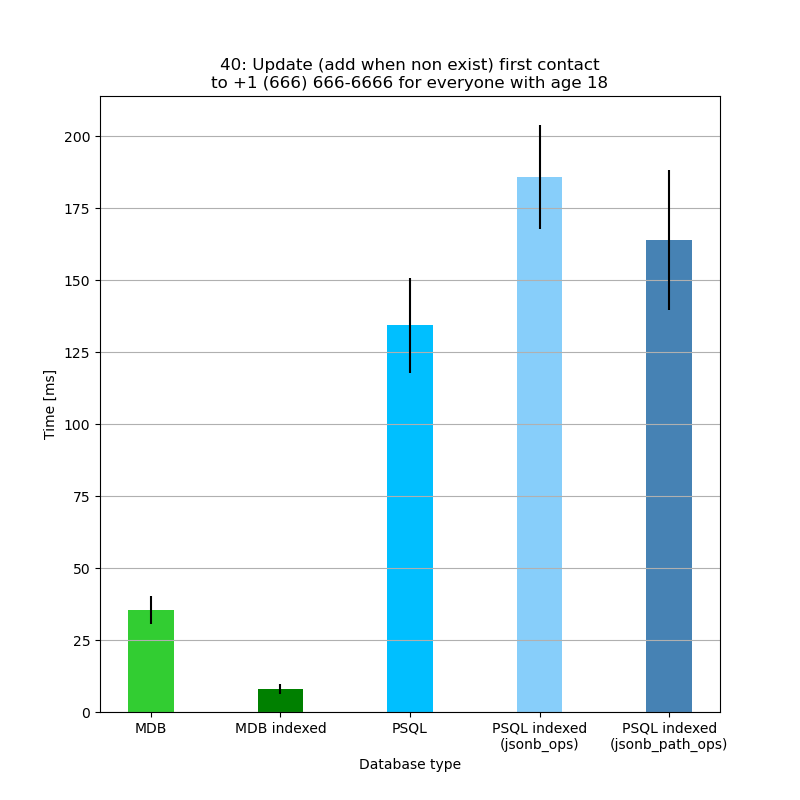 40: Update (add when non exist) first contact
to +1 (666) 666-6666 for everyone with age 18
Time [ms]
200
175
150
125
100
75
50
25
0
MDB
MDB indexed
PSQL
PSQL indexed
(jsonb_ops)
PSQL indexed
(jsonb_path_ops)
Database type